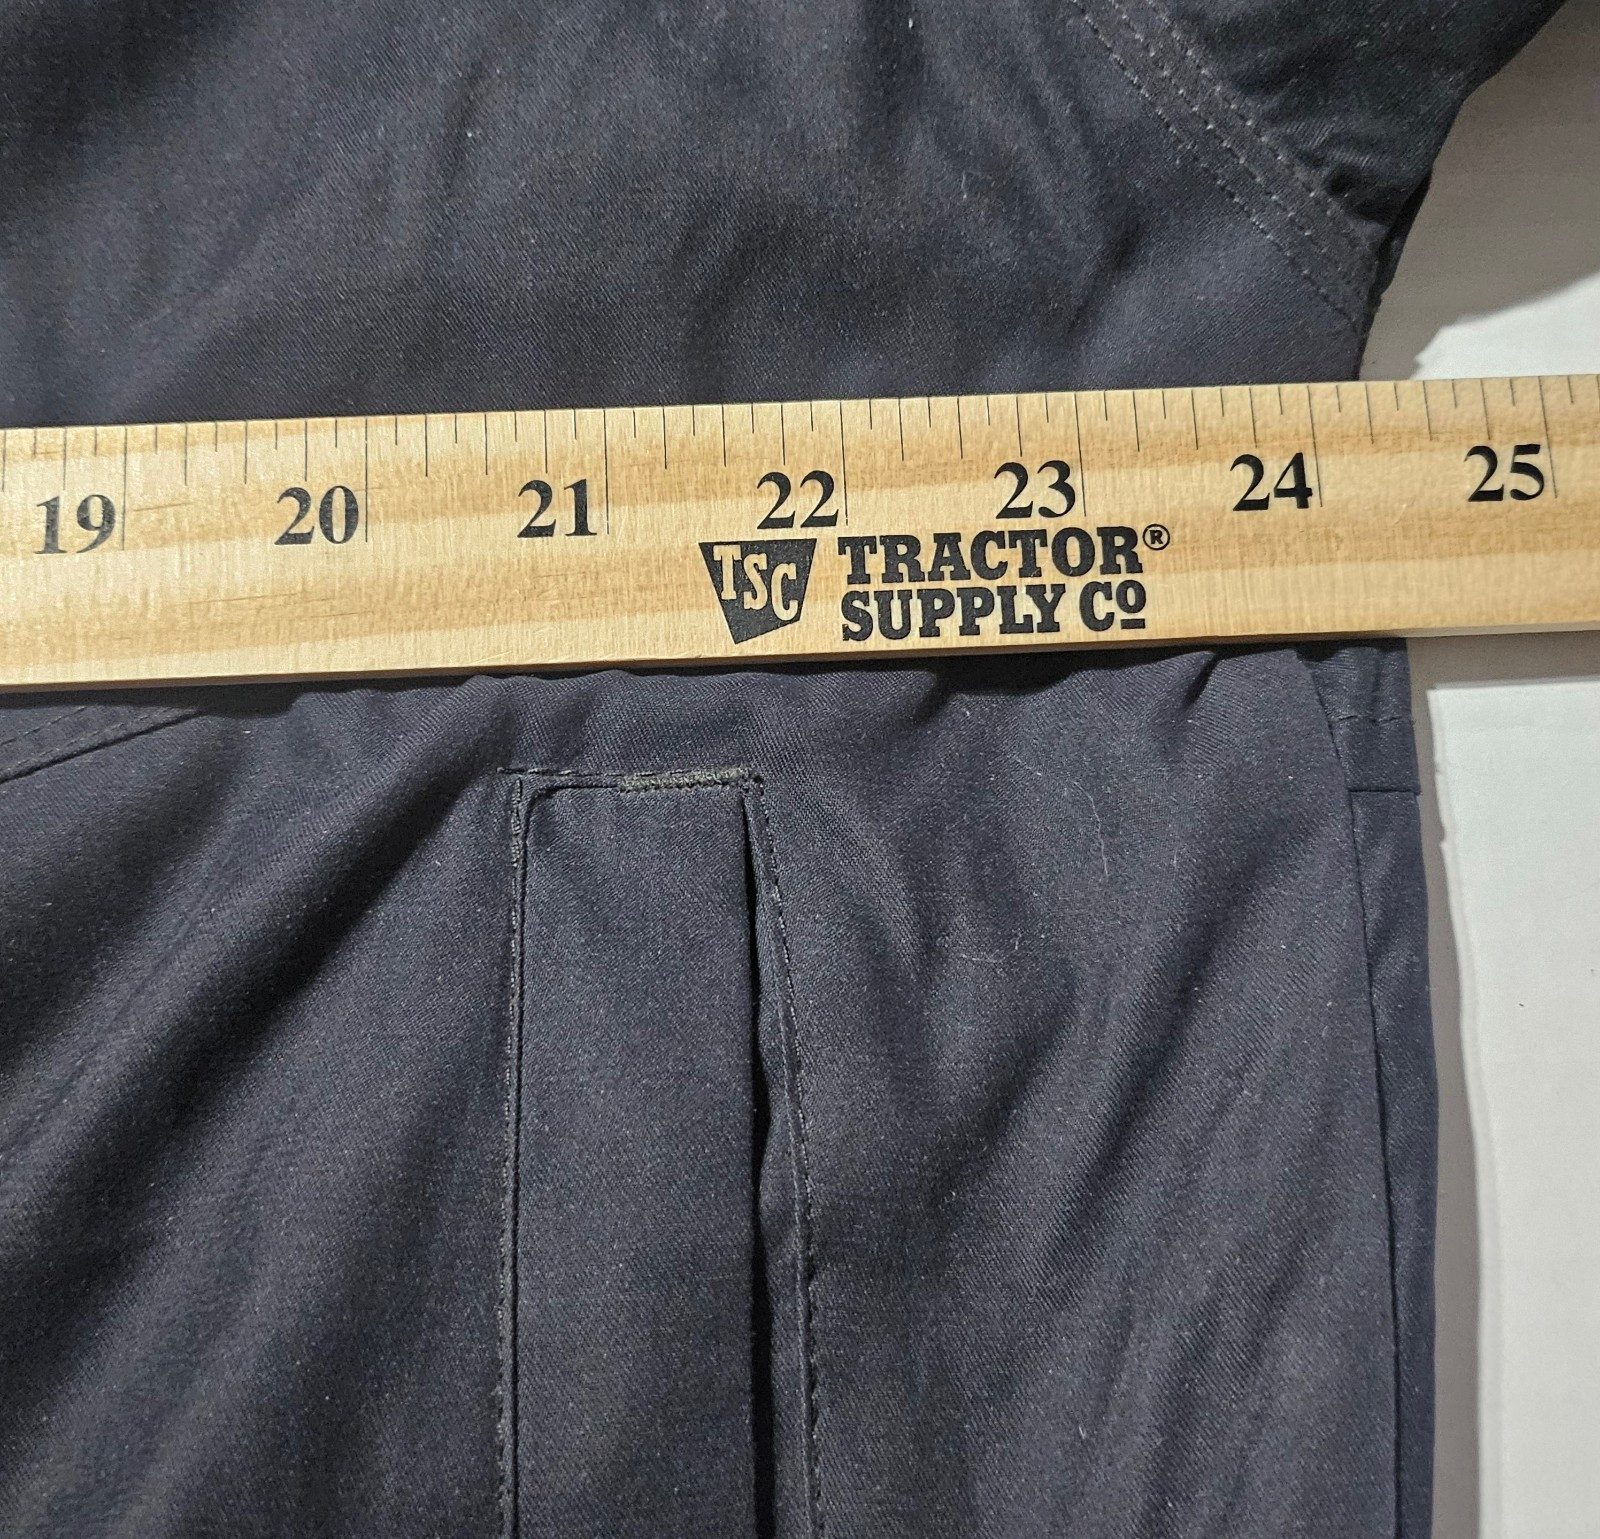 19 20 21 22 23 24 25
TSC TRACTOR®
SUPPLY Cº